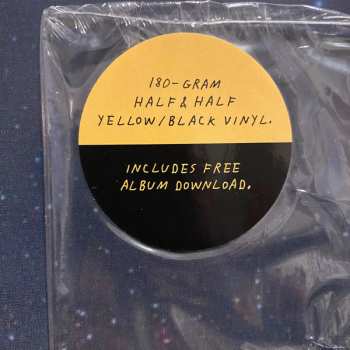 180-GRAM
HALF & HALF
YELLOW/BLACK VINYL.
INCLUDES FREE
ALBUM DOWNLOAD.